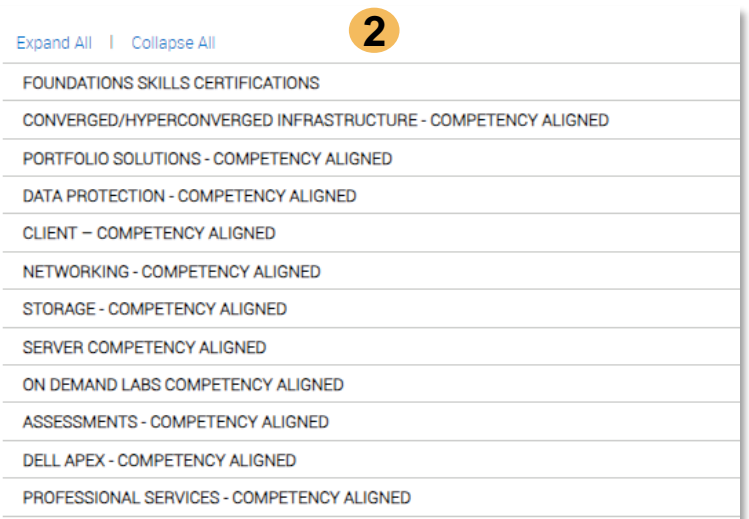 2
Expand All | Collapse All
FOUNDATIONS SKILLS CERTIFICATIONS
CONVERGED/HYPERCONVERGED INFRASTRUCTURE - COMPETENCY ALIGNED
PORTFOLIO SOLUTIONS - COMPETENCY ALIGNED
DATA PROTECTION - COMPETENCY ALIGNED
CLIENT – COMPETENCY ALIGNED
NETWORKING - COMPETENCY ALIGNED
STORAGE - COMPETENCY ALIGNED
SERVER COMPETENCY ALIGNED
ON DEMAND LABS COMPETENCY ALIGNED
ASSESSMENTS - COMPETENCY ALIGNED
DELL APEX - COMPETENCY ALIGNED
PROFESSIONAL SERVICES - COMPETENCY ALIGNED